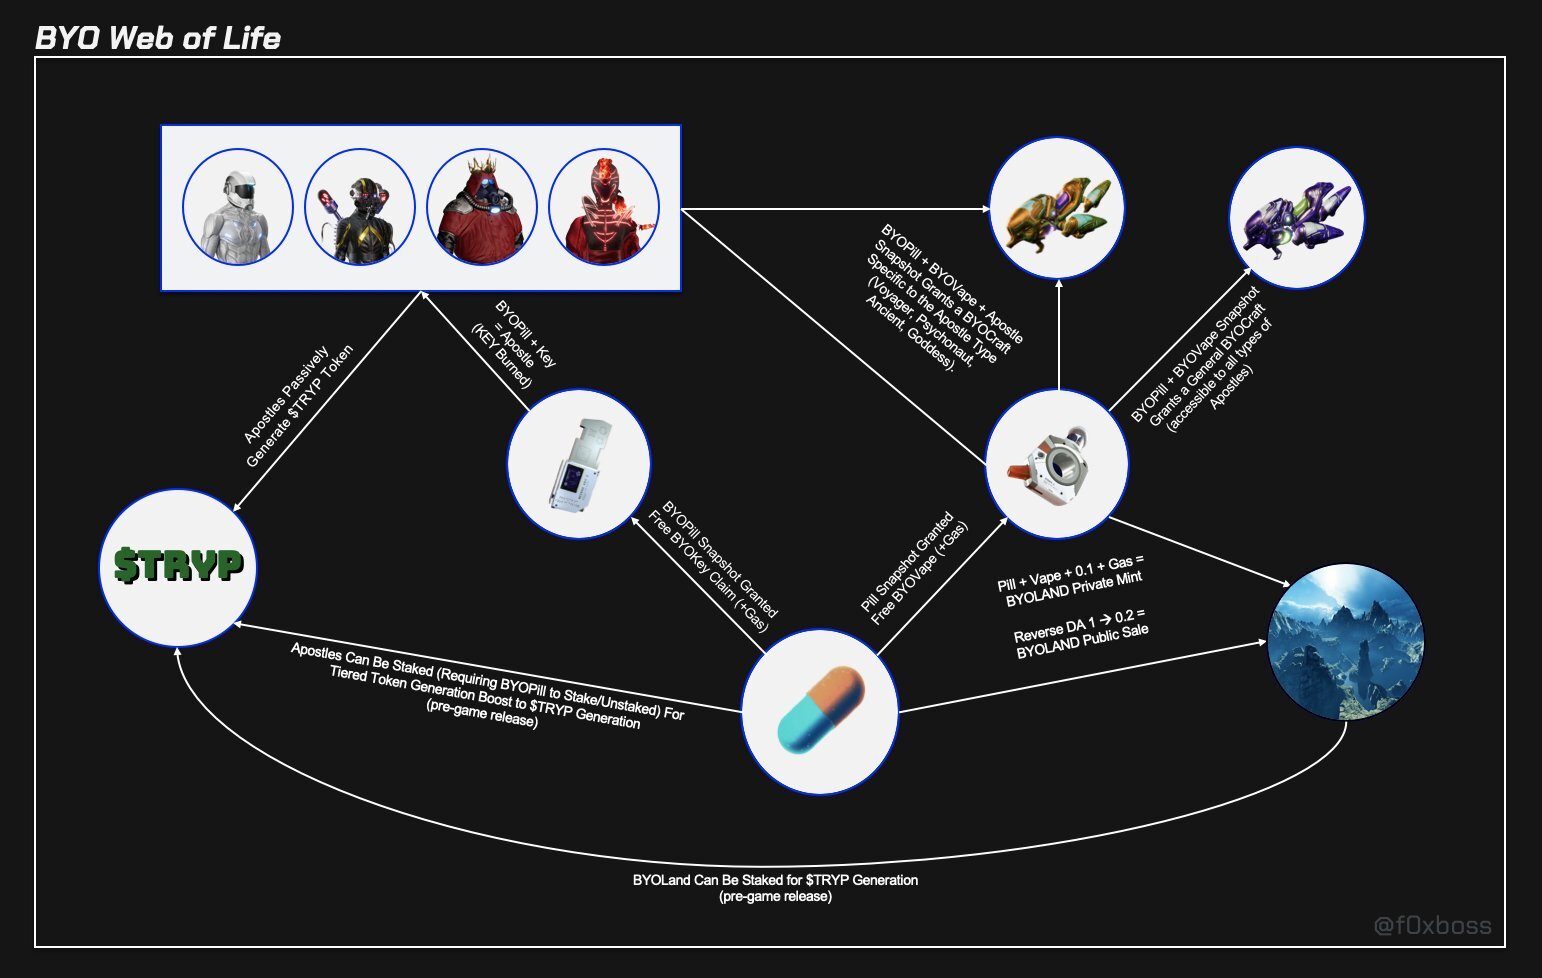 BYO Web of Life
BYOPill + BYOVape + Apostle
Snapshot Grants a BYOCraft
Specific to the Apostle Type
(Voyager, Psychonaut,
Ancient, Goddess).
BYOPill + BYOVape Snapshot
Grants a General BYOCraft
(accessible to all types of
Apostles)
BYOPill + Key
= Apostle
(KEY Burned)
Apostles Passively
Generate $TRYP Token
$TRYP
BYOPill Snapshot Granted
Free BYOKey Claim (+Gas)
Pill Snapshot Granted
Free BYOVape (+Gas)
Pill + Vape + 0.1 + Gas =
BYOLAND Private Mint
Reverse DA 1 → 0.2 =
BYOLAND Public Sale
Apostles Can Be Staked (Requiring BYOPill to Stake/Unstaked) For
Tiered Token Generation Boost to $TRYP Generation
(pre-game release)
BYOLand Can Be Staked for $TRYP Generation
(pre-game release)
@f0xboss